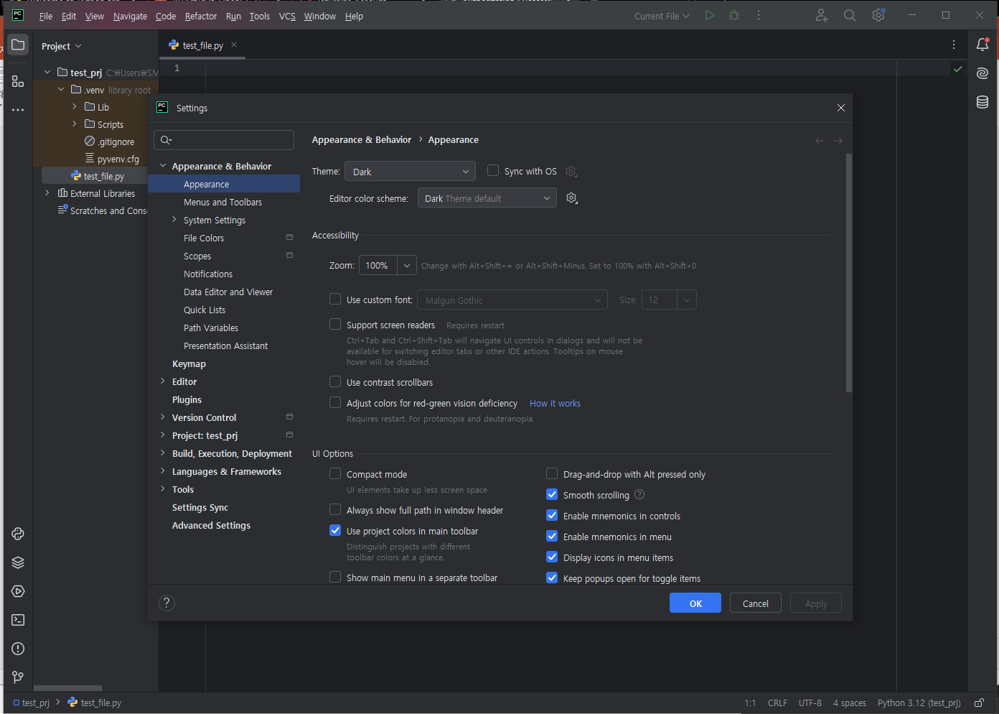 PC File Edit View Navigate Code Refactor Run Tools VCS Window Help Current File
Project
test_file.py
test_prj C:₩Users₩SM
1
.venv library root
Lib
Scripts
.gitignore
pyvenv.cfg
test_file.py
External Libraries
Scratches and Cons
PC Settings
Appearance & Behavior
Appearance
Menus and Toolbars
System Settings
File Colors
Scopes
Notifications
Data Editor and Viewer
Quick Lists
Path Variables
Presentation Assistant
Keymap
Editor
Plugins
Version Control
Project: test_prj
Build, Execution, Deployment
Languages & Frameworks
Tools
Settings Sync
Advanced Settings
Appearance & Behavior › Appearance
Theme: Dark Sync with OS
Editor color scheme: Dark Theme default
Accessibility
Zoom: 100% Change with Alt+Shift+= or Alt+Shift+Minus. Set to 100% with Alt+Shift+0
Use custom font: Malgun Gothic Size: 12
Support screen readers Requires restart
Ctrl+Tab and Ctrl+Shift+Tab will navigate UI controls in dialogs and will not be
available for switching editor tabs or other IDE actions. Tooltips on mouse
hover will be disabled.
Use contrast scrollbars
Adjust colors for red-green vision deficiency How it works
Requires restart. For protanopia and deuteranopia.
UI Options
Compact mode
UI elements take up less screen space
Always show full path in window header
Use project colors in main toolbar
Distinguish projects with different
toolbar colors at a glance.
Show main menu in a separate toolbar
Drag-and-drop with Alt pressed only
Smooth scrolling ?
Enable mnemonics in controls
Enable mnemonics in menu
Display icons in menu items
Keep popups open for toggle items
? OK Cancel Apply
test_prj › test_file.py 1:1 CRLF UTF-8 4 spaces Python 3.12 (test_prj)